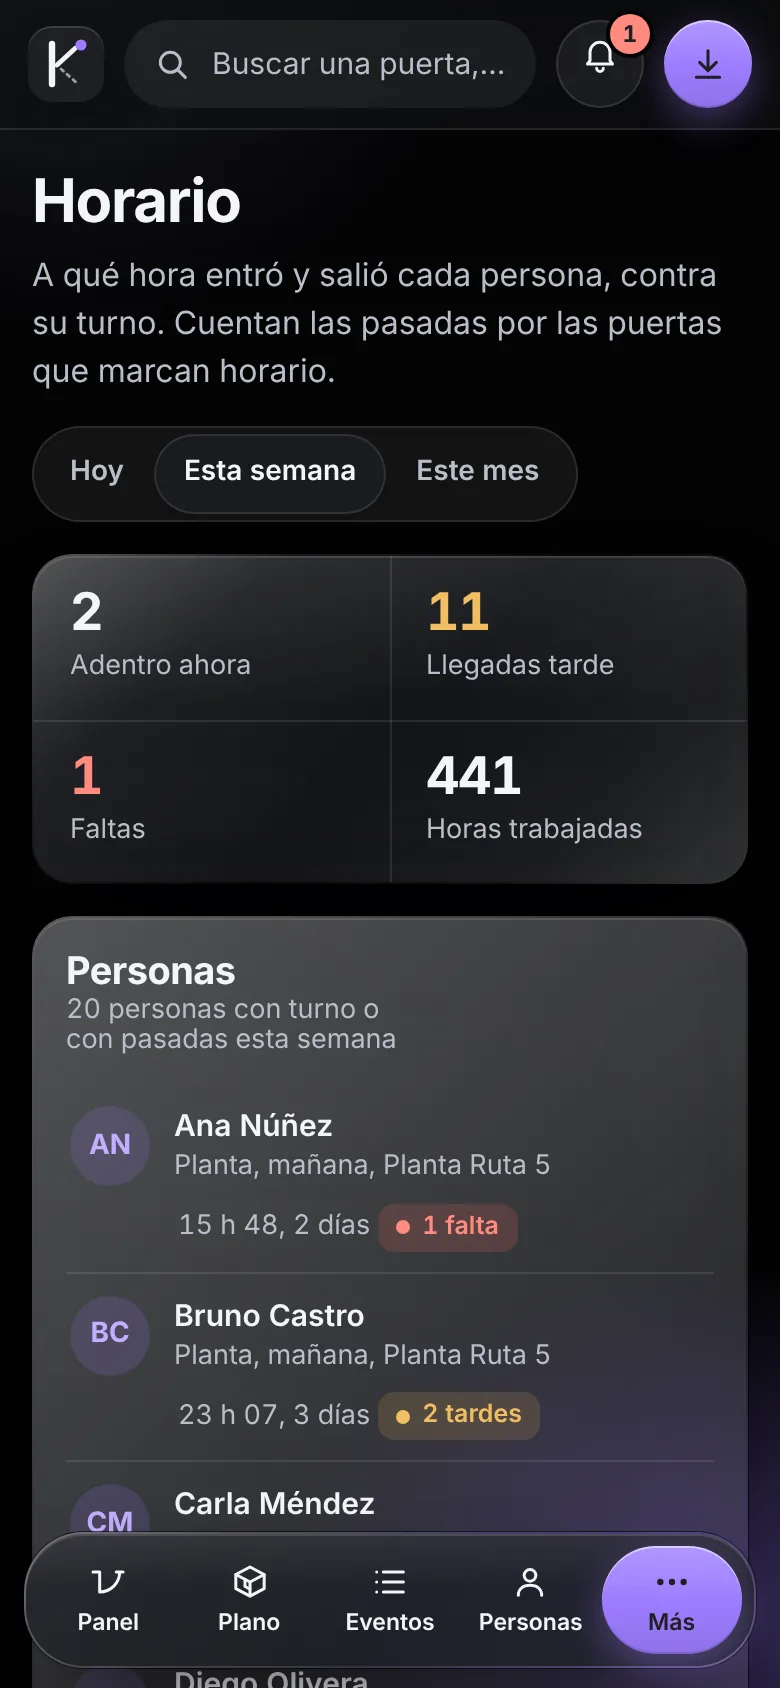 Buscar una puerta,...
1
Horario
A qué hora entró y salió cada persona, contra
su turno. Cuentan las pasadas por las puertas
que marcan horario.
Hoy
Esta semana
Este mes
2
Adentro ahora
11
Llegadas tarde
1
Faltas
441
Horas trabajadas
Personas
20 personas con turno o
con pasadas esta semana
AN
Ana Núñez
Planta, mañana, Planta Ruta 5
15 h 48, 2 días
1 falta
BC
Bruno Castro
Planta, mañana, Planta Ruta 5
23 h 07, 3 días
2 tardes
CM
Carla Méndez
Panel
Plano
Eventos
Personas
Más
Diego Olivera